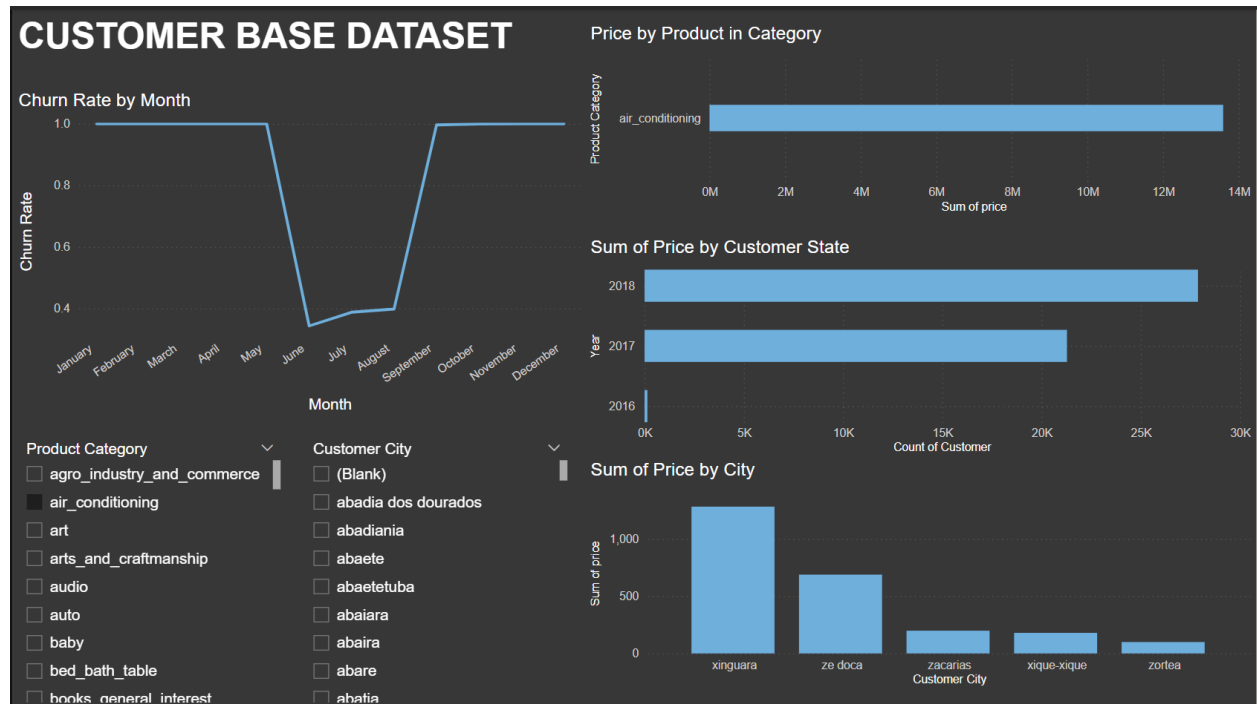 CUSTOMER BASE DATASET
Churn Rate by Month
1.0
0.8
0.6
0.4
Churn Rate
January
February
March
April
May
June
July
August
September
October
November
December
Month
Product Category
agro_industry_and_commerce
air_conditioning
art
arts_and_craftmanship
audio
auto
baby
bed_bath_table
books_general_interest
Customer City
(Blank)
abadia dos dourados
abadiania
abaete
abaetetuba
abaiara
abaira
abare
abatia
Price by Product in Category
Product Category
air_conditioning
0M 2M 4M 6M 8M 10M 12M 14M
Sum of price
Sum of Price by Customer State
Year
2018
2017
2016
0K 5K 10K 15K 20K 25K 30K
Count of Customer
Sum of Price by City
Sum of price
1,000
500
0
xinguara ze doca zacarias xique-xique zortea
Customer City